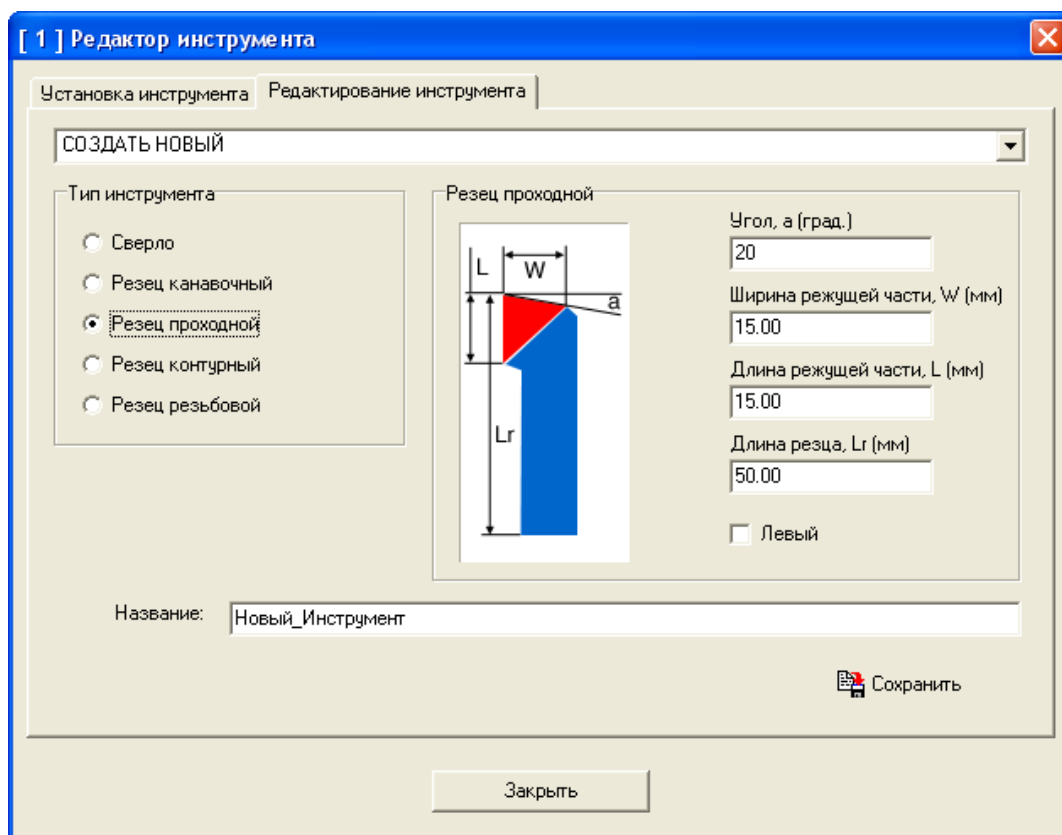 [ 1 ] Редактор инструмента
Установка инструмента
Редактирование инструмента
СОЗДАТЬ НОВЫЙ
Тип инструмента
Сверло
Резец канавочный
Резец проходной
Резец контурный
Резец резьбовой
Резец проходной
L
W
a
Lr
Угол, a (град.)
20
Ширина режущей части, W (мм)
15.00
Длина режущей части, L (мм)
15.00
Длина резца, Lr (мм)
50.00
Левый
Название:
Новый_Инструмент
Сохранить
Закрыть